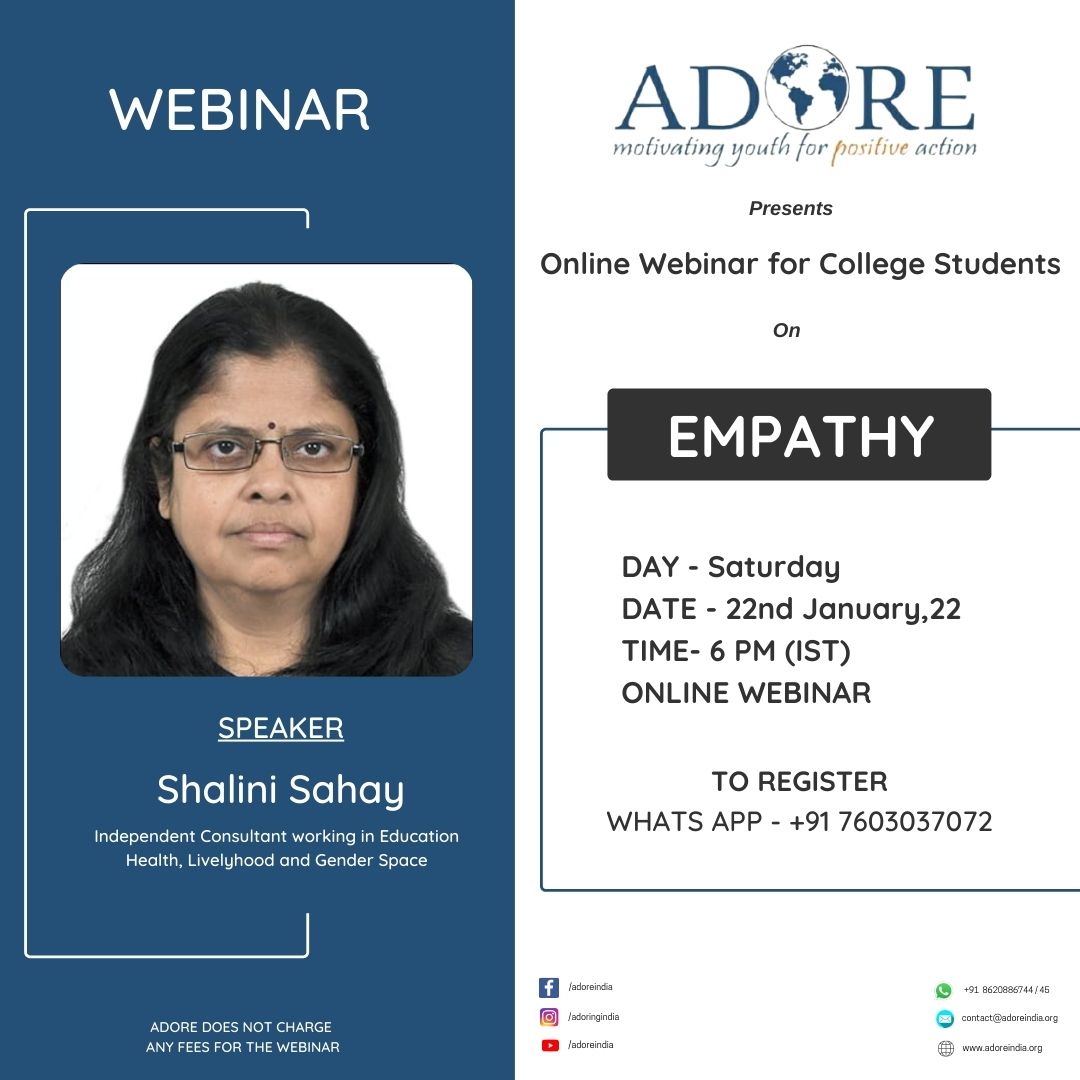 WEBINAR
SPEAKER
Shalini Sahay
Independent Consultant working in Education
Health, Livelyhood and Gender Space
ADORE DOES NOT CHARGE
ANY FEES FOR THE WEBINAR
ADORE
motivating youth for positive action
Presents
Online Webinar for College Students
On
EMPATHY
DAY - Saturday
DATE - 22nd January,22
TIME- 6 PM (IST)
ONLINE WEBINAR
TO REGISTER
WHATS APP - +91 7603037072
/adoreindia
/adoringindia
/adoreindia
+91 8620886744 / 45
contact@adoreindia.org
www.adoreindia.org